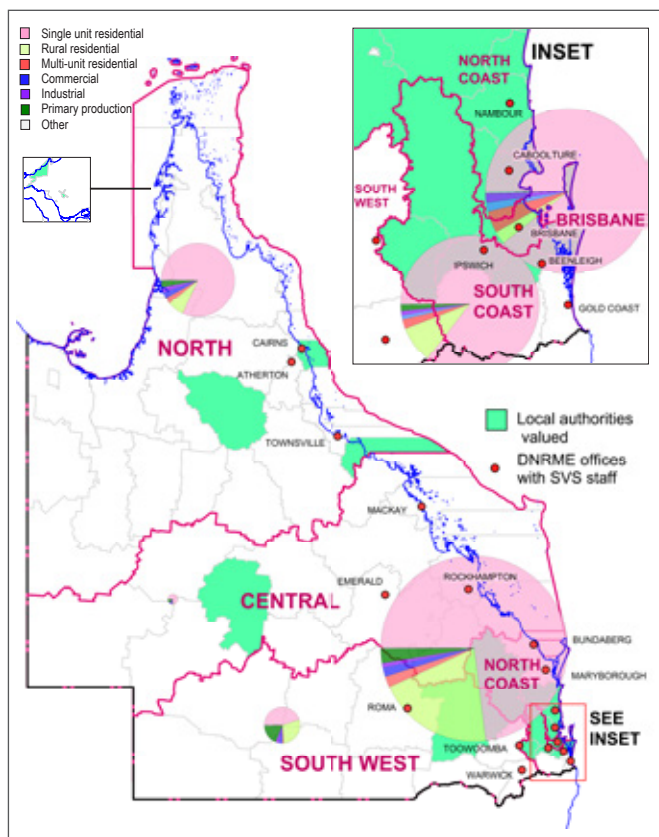 Single unit residential
Rural residential
Multi-unit residential
Commercial
Industrial
Primary production
Other
INSET
NORTH
COAST
NAMBOUR
CABOOLTURE
SOUTH
WEST
BRISBANE
BRISBANE
IPSWICH
BEENLEIGH
SOUTH
COAST
GOLD COAST
NORTH
CAIRNS
ATHERTON
TOWNSVILLE
Local authorities
valued
DNRME offices
with SVS staff
MACKAY
EMERALD
ROCKHAMPTON
CENTRAL
BUNDABERG
NORTH
COAST
MARYBOROUGH
ROMA
SEE
INSET
SOUTH WEST
TOOWOOMBA
WARWICK